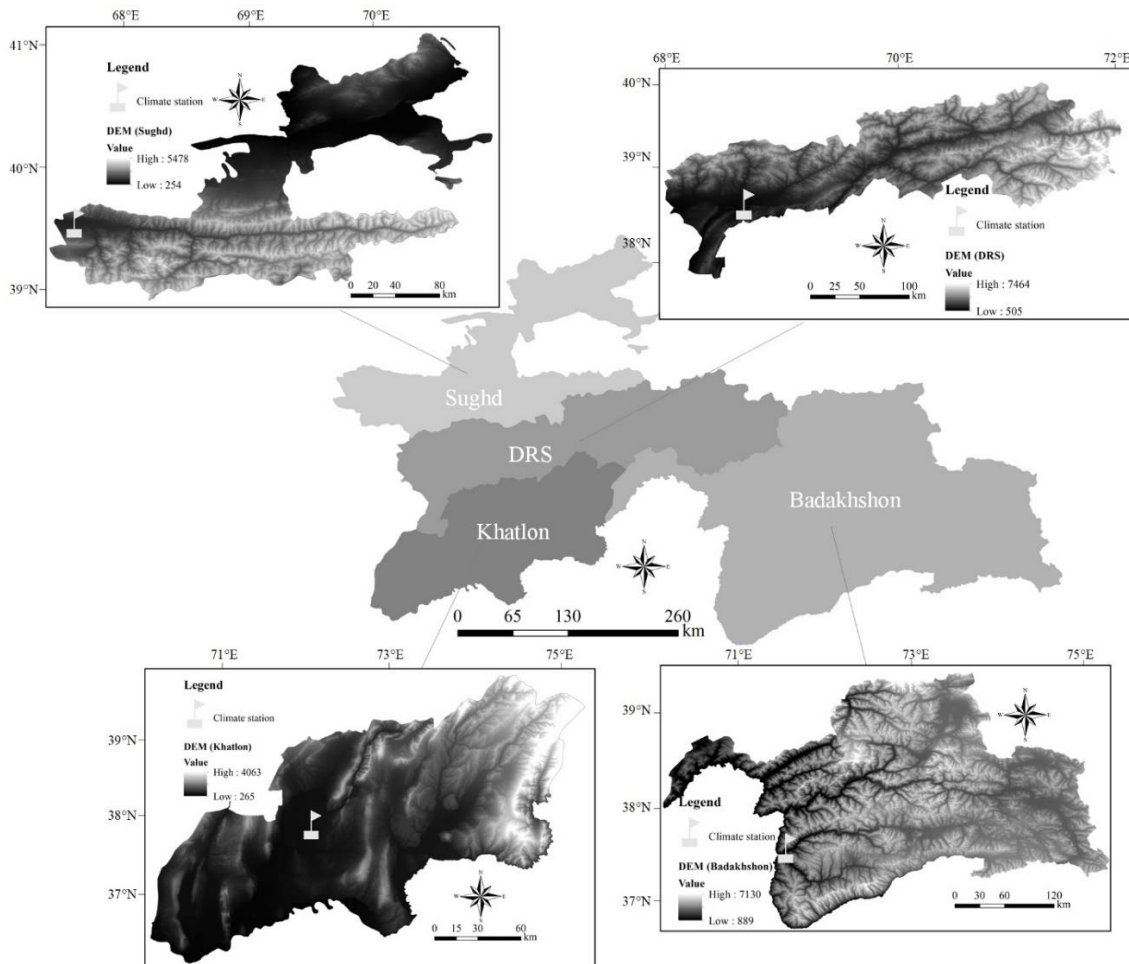 68°E 69°E 70°E
41°N
40°N
39°N
Legend
Climate station
DEM (Sughd)
Value
High : 5478
Low : 254
N
W E
S
0 20 40 80
km
68°E 70°E 72°E
40°N
39°N
38°N
Legend
Climate station
DEM (DRS)
Value
High : 7464
Low : 505
N
W E
S
0 25 50 100
km
Sughd
DRS
Khatlon
Badakhshon
N
W E
S
0 65 130 260
km
71°E 73°E 75°E
39°N
38°N
37°N
Legend
Climate station
DEM (Khatlon)
Value
High : 4063
Low : 265
N
W E
S
0 15 30 60
km
71°E 73°E 75°E
39°N
38°N
37°N
Legend
Climate station
DEM (Badakhshon)
Value
High : 7130
Low : 889
N
W E
S
0 30 60 120
km